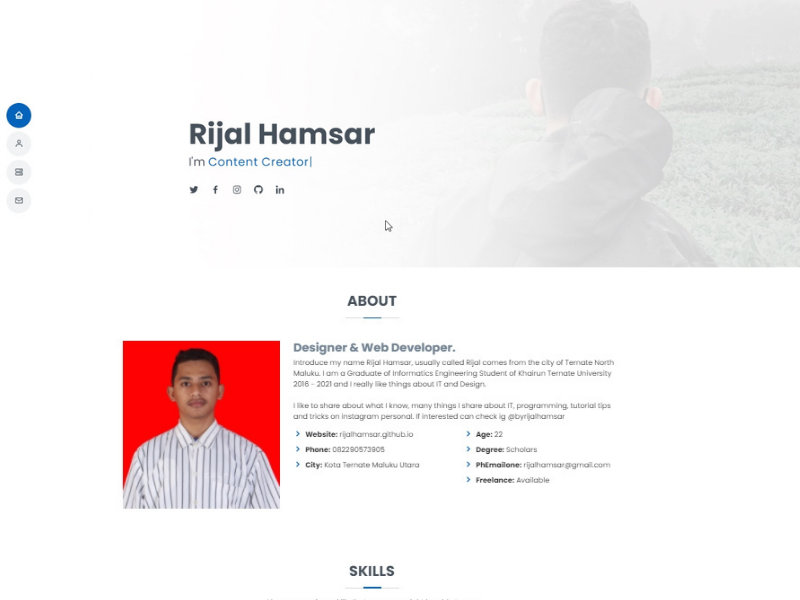 Rijal Hamsar
I'm Content Creator|
ABOUT
Designer & Web Developer.
Introduce my name Rijal Hamsar, usually called Rijal comes from the city of Ternate North
Maluku. I am a Graduate of Informatics Engineering Student of Khairun Ternate University
2016 - 2021 and I really like things about IT and Design.
I like to share about what I know, many things I share about IT, programming, tutorial tips
and tricks on instagram personal. If interested can check ig @byrijalhamsar
Website: rijalhamsar.github.io
Phone: 082290573905
City: Kota Ternate Maluku Utara
Age: 22
Degree: Scholars
PhEmailone: rijalhamsar@gmail.com
Freelance: Available
SKILLS